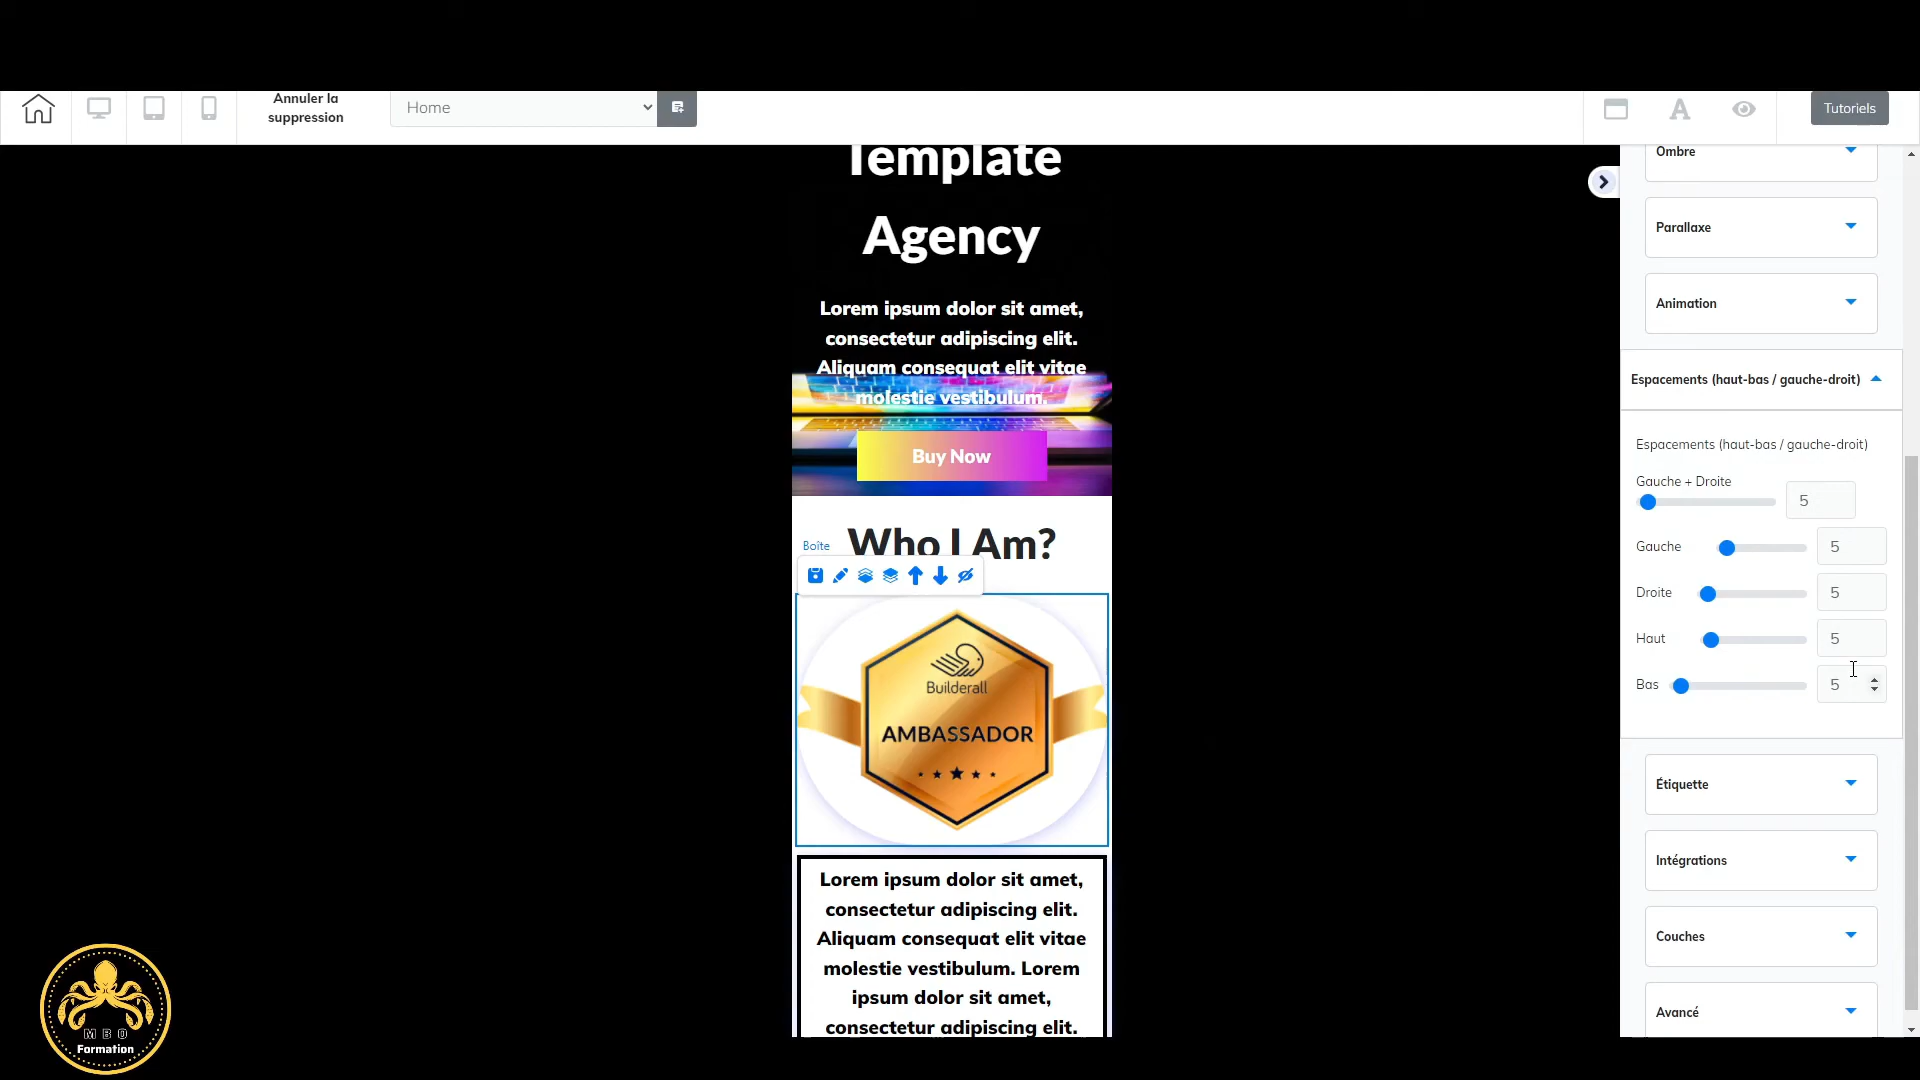 Annuler la
suppression
Home
Tutoriels
Template
Agency
Lorem ipsum dolor sit amet,
consectetur adipiscing elit.
Aliquam consequat elit vitae
molestie vestibulum.
Buy Now
Who I Am?
Boîte
Builderall
AMBASSADOR
Lorem ipsum dolor sit amet,
consectetur adipiscing elit.
Aliquam consequat elit vitae
molestie vestibulum. Lorem
ipsum dolor sit amet,
consectetur adipiscing elit.
Ombre
Parallaxe
Animation
Espacements (haut-bas / gauche-droit)
Espacements (haut-bas / gauche-droit)
Gauche + Droite
5
Gauche 5
Droite 5
Haut 5
Bas 5
Étiquette
Intégrations
Couches
Avancé
MBO
Formation